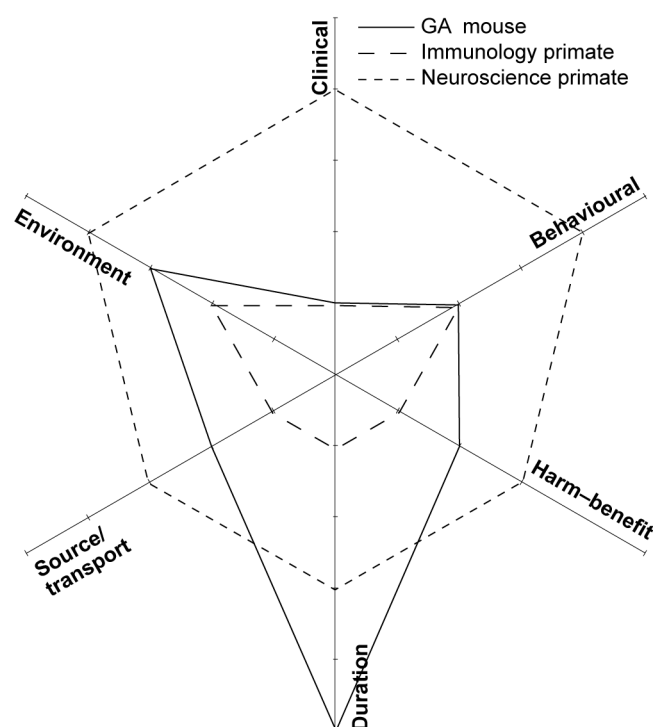 Clinical
GA mouse
Immunology primate
Neuroscience primate
Behavioural
Environment
Harm–benefit
Source/
transport
Duration